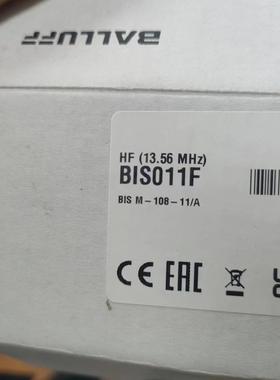 BALLUFF
HF (13.56 MHz)
BIS011F
BIS M-108-11/A
CE EAC